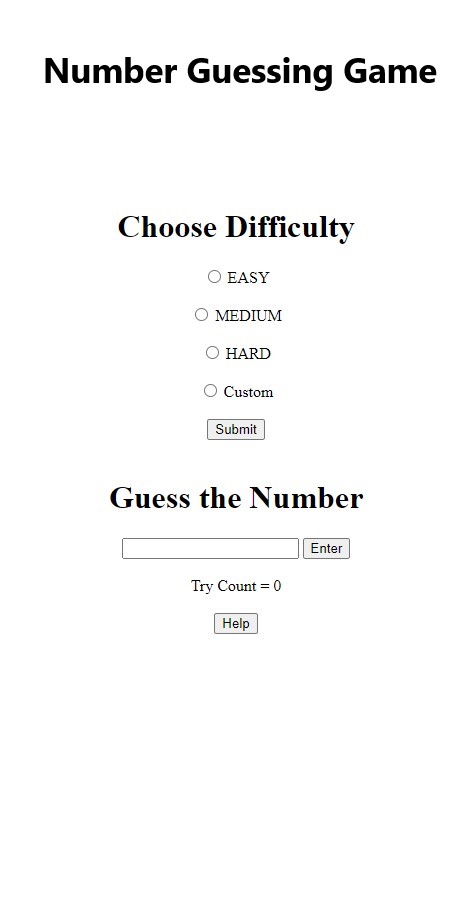 Number Guessing Game
Choose Difficulty
EASY
MEDIUM
HARD
Custom
Submit
Guess the Number
Enter
Try Count = 0
Help